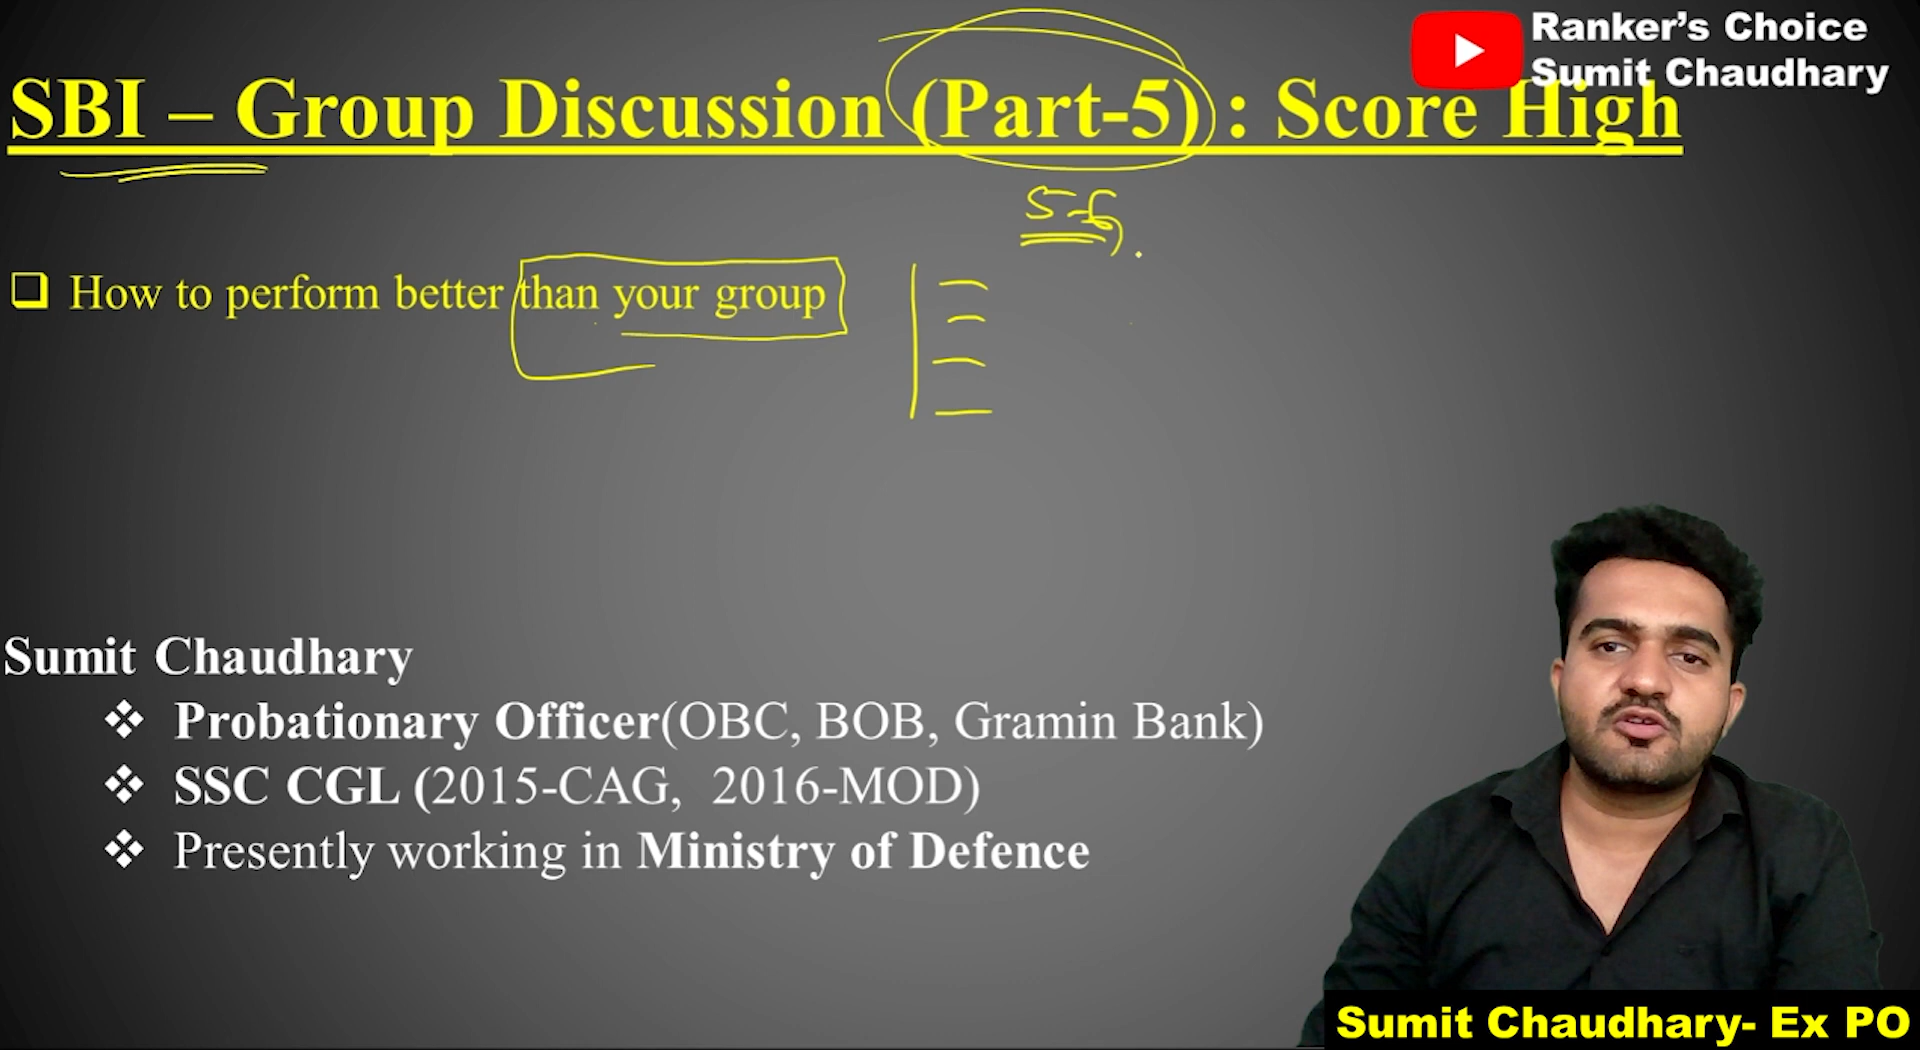 Ranker's Choice
Sumit Chaudhary
SBI – Group Discussion (Part-5) : Score High
5-6
❑ How to perform better than your group
Sumit Chaudhary
❖ Probationary Officer(OBC, BOB, Gramin Bank)
❖ SSC CGL (2015-CAG, 2016-MOD)
❖ Presently working in Ministry of Defence
Sumit Chaudhary- Ex PO